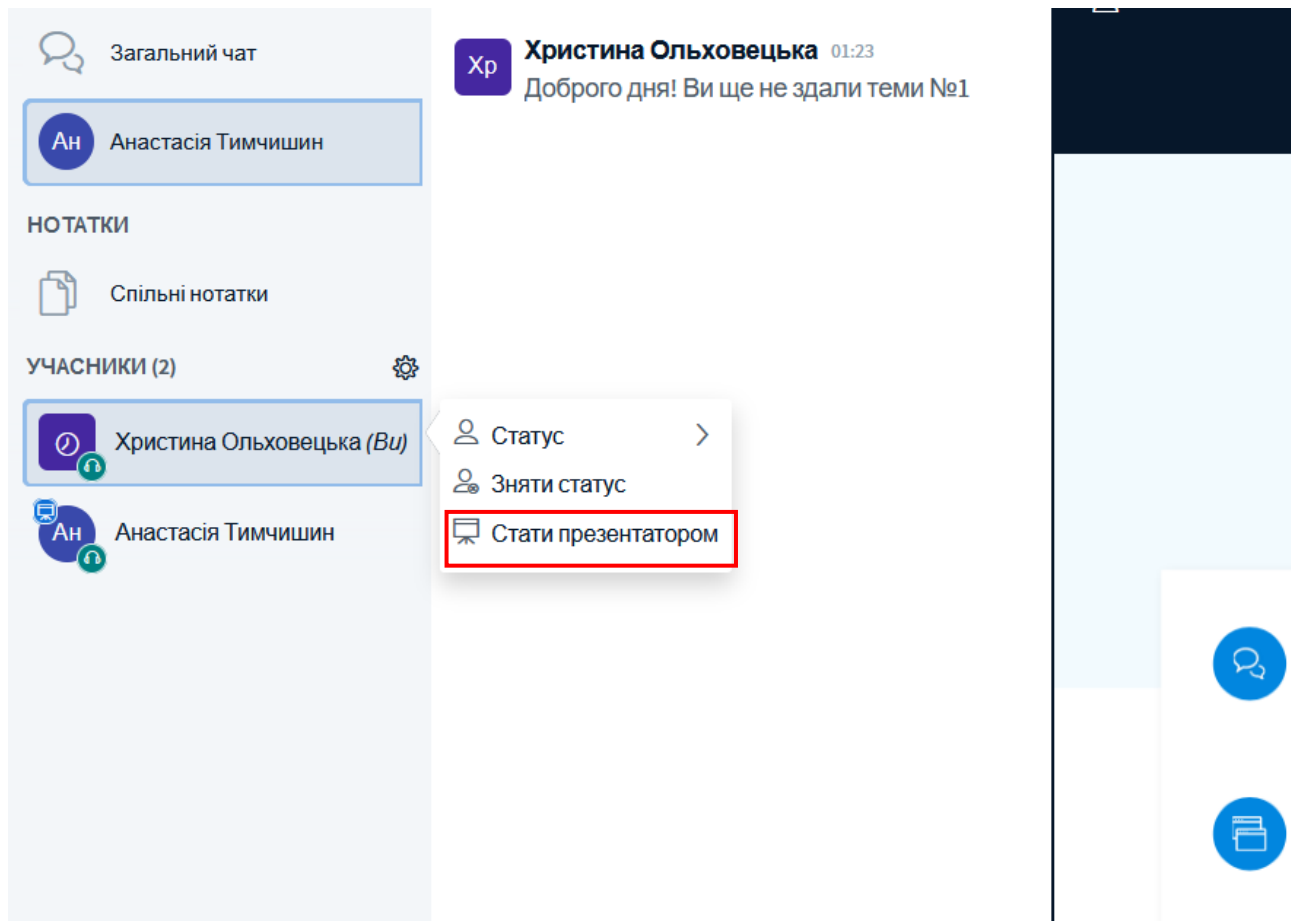 Загальний чат
Ан
Анастасія Тимчишин
НОТАТКИ
Спільні нотатки
УЧАСНИКИ (2)
Христина Ольховецька (Ви)
Ан
Анастасія Тимчишин
Хр
Христина Ольховецька 01:23
Доброго дня! Ви ще не здали теми №1
Статус
Зняти статус
Стати презентатором